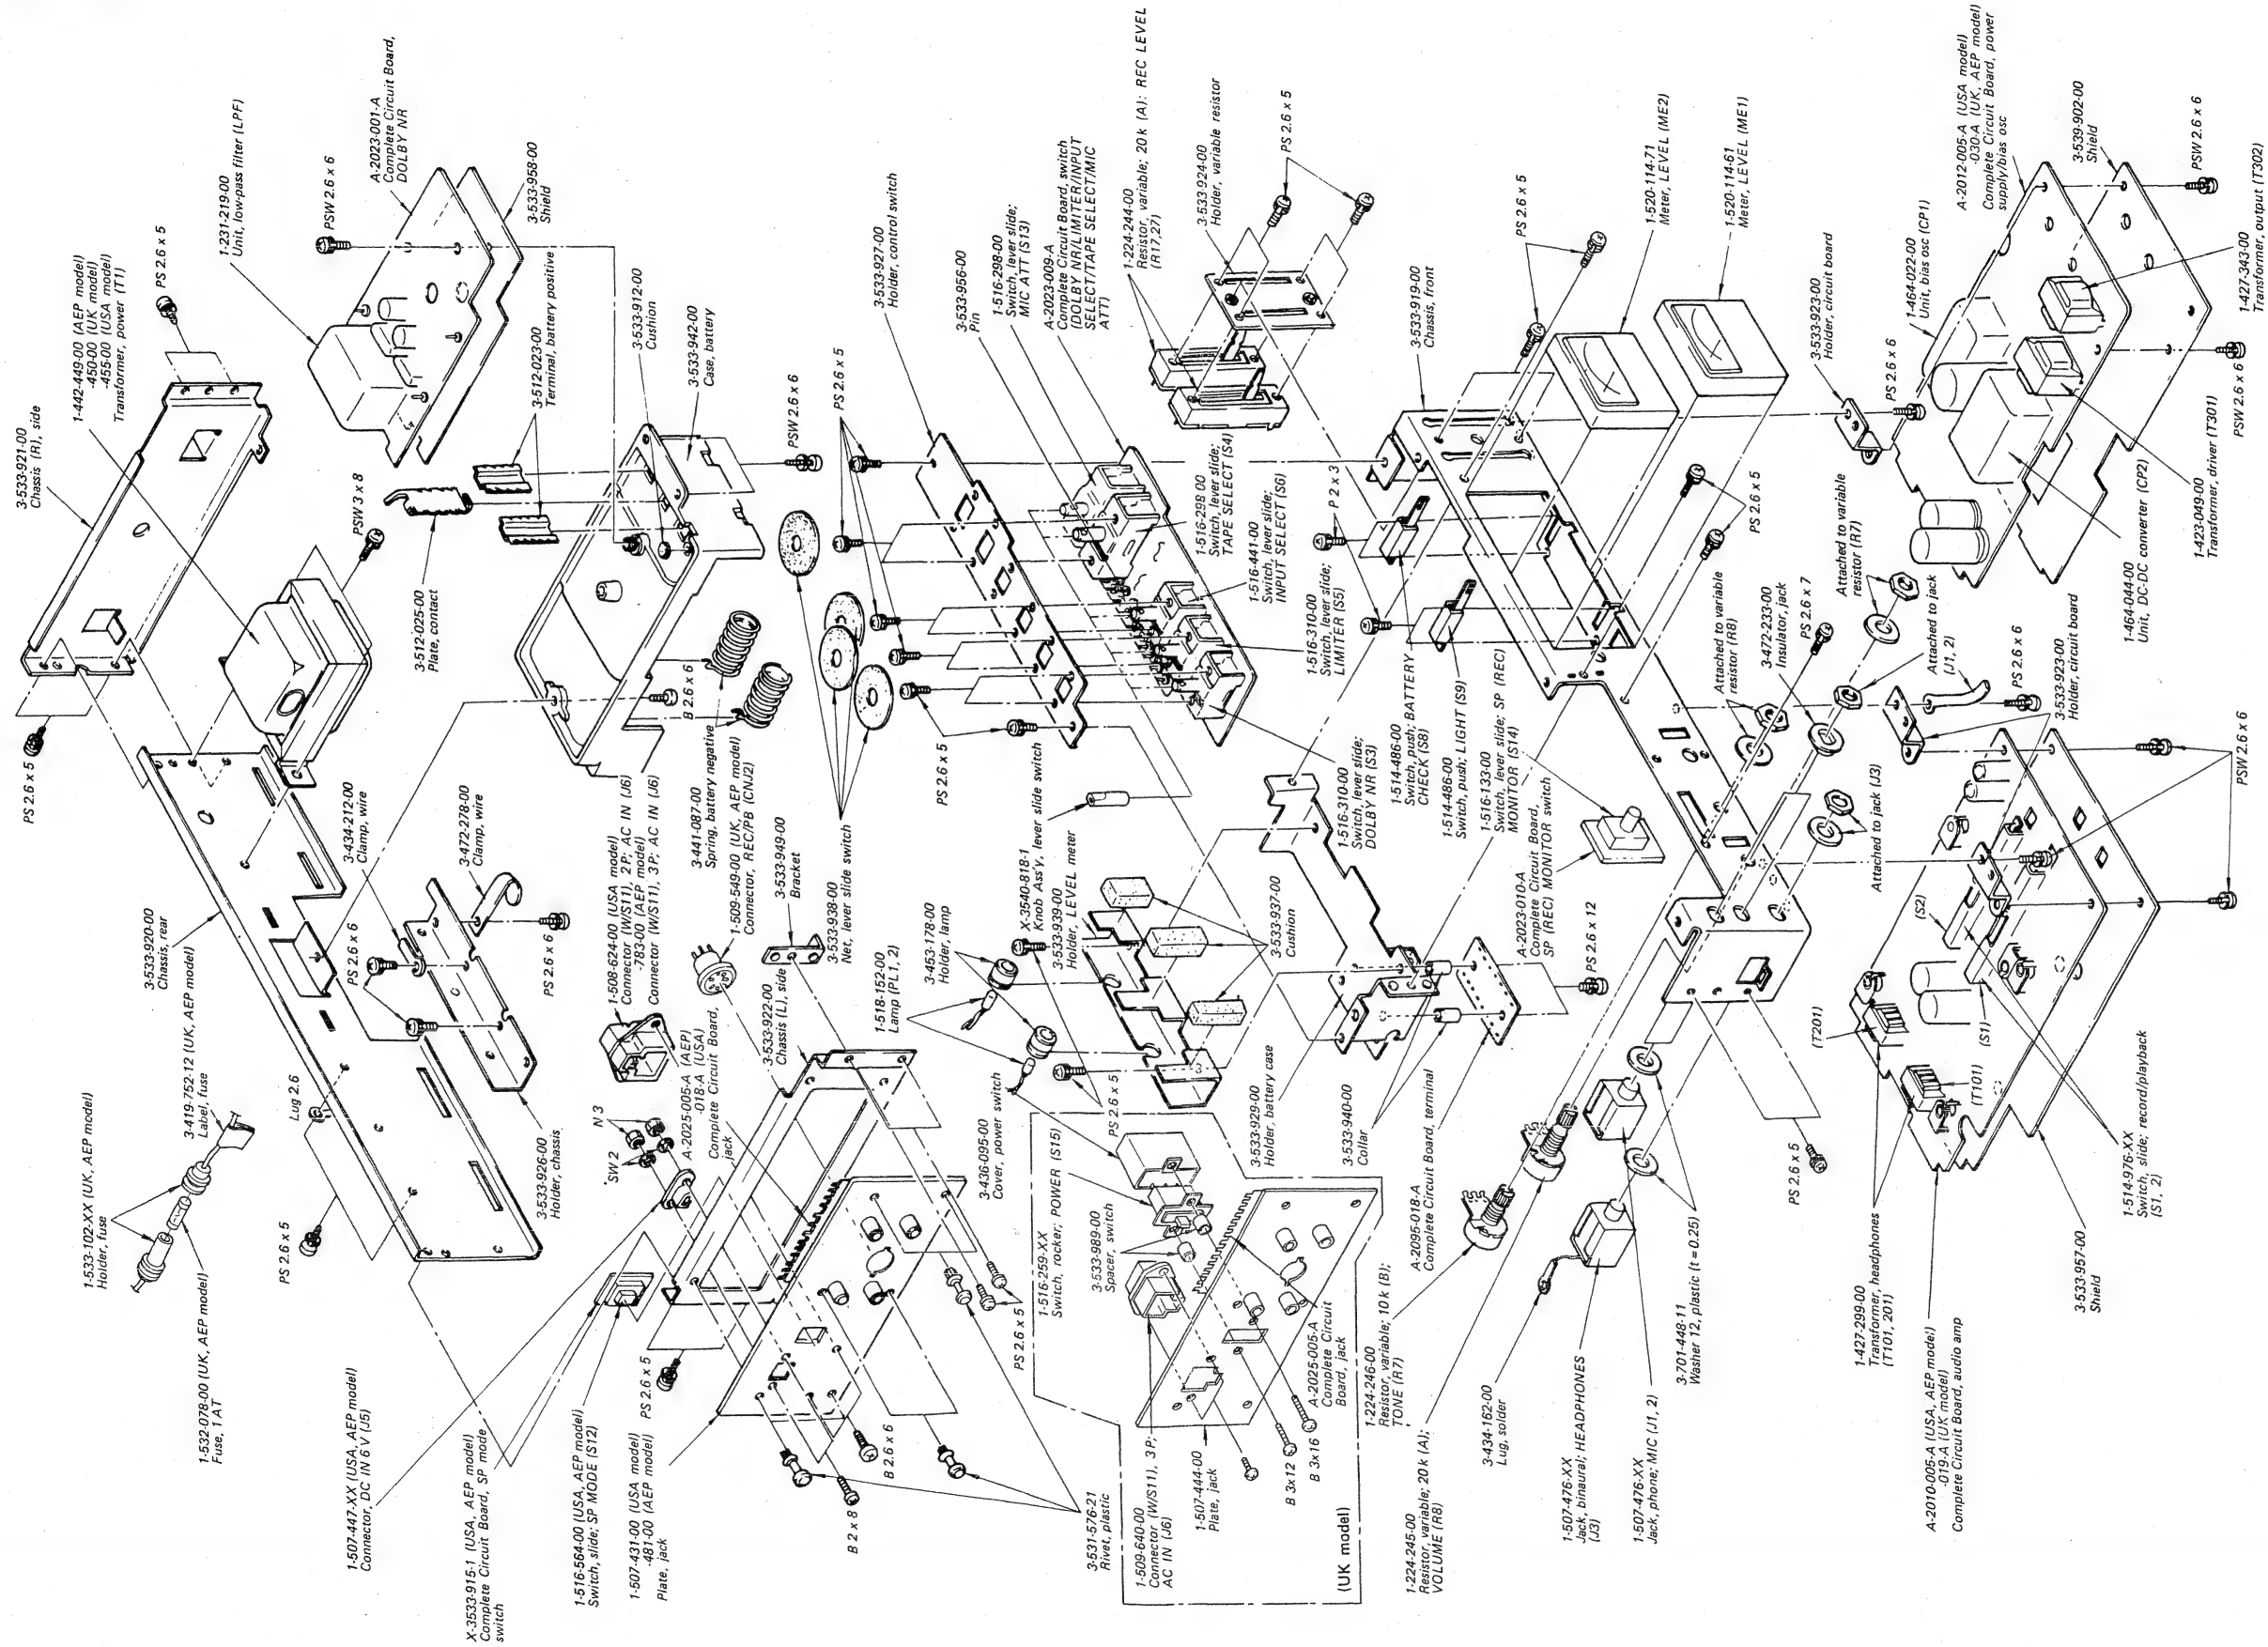 1-533-102-XX (UK, AEP model)
Holder, fuse
1-532-078-00 (UK, AEP model)
Fuse, 1 AT
3-419-752-12 (UK, AEP model)
Label, fuse
Lug 2.6
PS 2.6 x 5
3-533-920-00
Chassis, rear
PS 2.6 x 5
3-533-921-00
Chassis (R), side
1-442-449-00 (AEP model)
-450-00 (UK model)
-455-00 (USA model)
Transformer, power (T1)
PS 2.6 x 5
1-231-219-00
Unit, low-pass filter (LPF)
PSW 2.6 x 6
A-2023-001-A
Complete Circuit Board,
DOLBY NR
3-533-958-00
Shield
PSW 3 x 8
3-512-025-00
Plate, contact
3-512-023-00
Terminal, battery positive
3-533-912-00
Cushion
3-533-942-00
Case, battery
PSW 2.6 x 6
3-434-212-00
Clamp, wire
3-472-278-00
Clamp, wire
PS 2.6 x 6
PS 2.6 x 6
3-533-926-00
Holder, chassis
1-507-447-XX (USA, AEP model)
Connector, DC IN 6 V (J5)
X-3533-915-1 (USA, AEP model)
Complete Circuit Board, SP mode
switch
1-516-564-00 (USA, AEP model)
Switch, slide; SP MODE (S12)
1-507-431-00 (USA model)
-481-00 (AEP model)
Plate, jack
PS 2.6 x 5
N 3
SW 2
1-508-624-00 (USA model)
Connector (W/S11), 2P; AC IN (J6)
-783-00 (AEP model)
Connector (W/S11), 3P; AC IN (J6)
A-2025-005-A (AEP)
-018-A (USA)
Complete Circuit Board,
jack
B 2.6 x 6
3-441-087-00
Spring, battery negative
1-509-549-00 (UK, AEP model)
Connector, REC/PB (CNJ2)
3-533-922-00
Chassis (L), side
3-533-949-00
Bracket
3-533-938-00
Net, lever slide switch
B 2 x 8
B 2.6 x 6
PS 2.6 x 5
3-531-576-21
Rivet, plastic
PS 2.6 x 5
3-533-927-00
Holder, control switch
3-533-956-00
Pin
1-516-298-00
Switch, lever slide;
MIC ATT (S13)
A-2023-009-A
Complete Circuit Board, switch
(DOLBY NR/LIMITER/INPUT
SELECT/TAPE SELECT/MIC
ATT)
1-224-244-00
Resistor, variable; 20 k (A): REC LEVEL
(R17,27)
3-533-924-00
Holder, variable resistor
PS 2.6 x 5
PS 2.6 x 5
X-3540-818-1
Knob Ass'y, lever slide switch
3-533-939-00
Holder, LEVEL meter
3-453-178-00
Holder, lamp
1-518-152-00
Lamp (PL1, 2)
PS 2.6 x 5
3-533-937-00
Cushion
1-516-298 00
Switch, lever slide;
TAPE SELECT (S4)
1-516-441-00
Switch, lever slide;
INPUT SELECT (S6)
1-516-310-00
Switch, lever slide;
LIMITER (S5)
1-516-310-00
Switch, lever slide;
DOLBY NR (S3)
3-436-095-00
Cover, power switch
1-516-259-XX
Switch, rocker; POWER (S15)
3-533-989-00
Spacer, switch
1-509-640-00
Connector (W/S11), 3P;
AC IN (J6)
1-507-444-00
Plate, jack
B 3x12
B 3x16
A-2025-005-A
Complete Circuit
Board, jack
(UK model)
3-533-929-00
Holder, battery case
3-533-940-00
Collar
P 2 x 3
1-514-486-00
Switch, push; BATTERY
CHECK (S8)
1-514-486-00
Switch, push; LIGHT (S9)
1-516-133-00
Switch, lever slide; SP (REC)
MONITOR (S14)
A-2023-010-A
Complete Circuit Board,
SP (REC) MONITOR switch
PS 2.6 x 12
3-533-919-00
Chassis, front
PS 2.6 x 5
1-520-114-71
Meter, LEVEL (ME2)
1-520-114-61
Meter, LEVEL (ME1)
PS 2.6 x 5
A-2095-018-A
Complete Circuit Board, terminal
1-224-246-00
Resistor, variable; 10 k (B);
TONE (R7)
1-224-245-00
Resistor, variable; 20 k (A);
VOLUME (R8)
3-434-162-00
Lug, solder
1-507-476-XX
Jack, binaural; HEADPHONES
(J3)
1-507-476-XX
Jack, phone; MIC (J1, 2)
3-701-448-11
Washer 12, plastic (t = 0.25)
PS 2.6 x 5
Attached to variable
resistor (R8)
3-472-233-00
Insulator, jack
PS 2.6 x 7
Attached to variable
resistor (R7)
Attached to jack
(J1, 2)
Attached to jack (J3)
PS 2.6 x 6
3-533-923-00
Holder, circuit board
3-533-923-00
Holder, circuit board
PS 2.6 x 6
1-464-022-00
Unit, bias osc (CP1)
A-2012-005-A (USA model)
-030-A (UK, AEP model)
Complete Circuit Board, power
supply/bias osc
3-539-902-00
Shield
PSW 2.6 x 6
1-464-044-00
Unit, DC-DC converter (CP2)
1-423-049-00
Transformer, driver (T301)
PSW 2.6 x 6
1-427-343-00
Transformer, output (T302)
(T201)
(T101)
(S2)
(S1)
1-427-299-00
Transformer, headphones
(T101, 201)
A-2010-005-A (USA, AEP model)
-019-A (UK model)
Complete Circuit Board, audio amp
3-533-957-00
Shield
1-514-976-XX
Switch, slide; record/playback
(S1, 2)
PSW 2.6 x 6